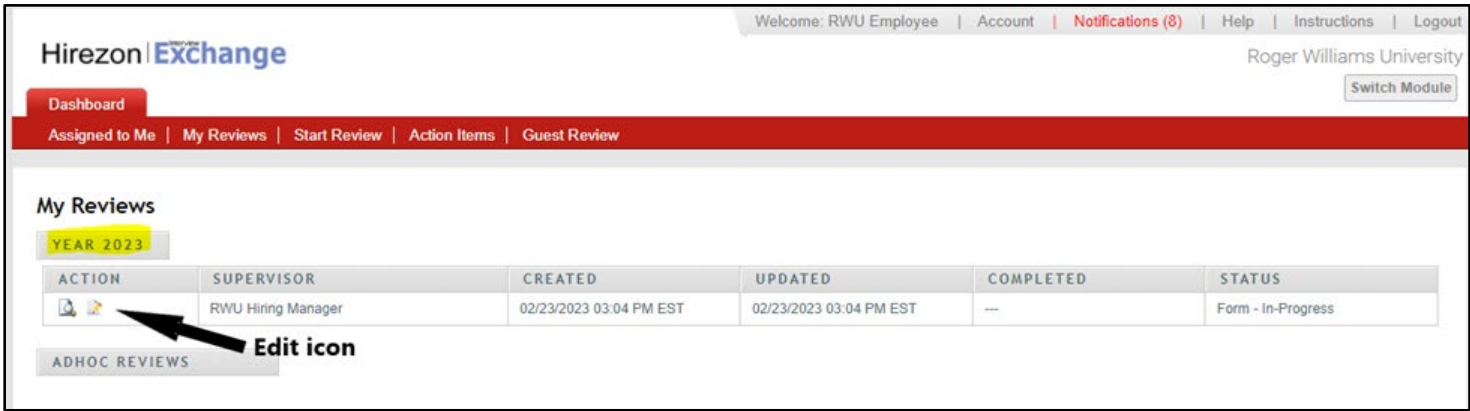 Welcome: RWU Employee | Account | Notifications (8) | Help | Instructions | Logout
Hirezon | interview Exchange
Roger Williams University
Switch Module
Dashboard
Assigned to Me | My Reviews | Start Review | Action Items | Guest Review
My Reviews
YEAR 2023
ACTION SUPERVISOR CREATED UPDATED COMPLETED STATUS
RWU Hiring Manager 02/23/2023 03:04 PM EST 02/23/2023 03:04 PM EST --- Form - In-Progress
Edit icon
ADHOC REVIEWS